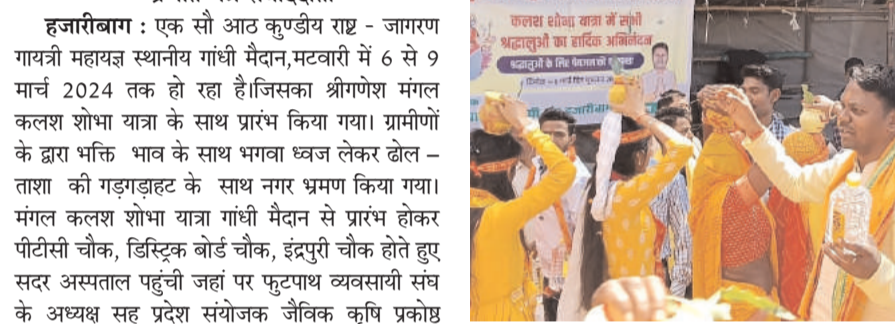 हजारीबाग : एक सौ आठ कुण्डीय राष्ट्र - जागरण
गायत्री महायज्ञ स्थानीय गांधी मैदान,मटवारी में 6 से 9
मार्च 2024 तक हो रहा है।जिसका श्रीगणेश मंगल
कलश शोभा यात्रा के साथ प्रारंभ किया गया। ग्रामीणों
के द्वारा भक्ति भाव के साथ भगवा ध्वज लेकर ढोल –
ताशा की गड़गड़ाहट के साथ नगर भ्रमण किया गया।
मंगल कलश शोभा यात्रा गांधी मैदान से प्रारंभ होकर
पीटीसी चौक, डिस्ट्रिक बोर्ड चौक, इंद्रपुरी चौक होते हुए
सदर अस्पताल पहुंची जहां पर फुटपाथ व्यवसायी संघ
के अध्यक्ष सह प्रदेश संयोजक जैविक कृषि प्रकोष्ठ
कलश शोभा यात्रा में सभी
श्रद्धालुओं का हार्दिक अभिनंदन
श्रद्धालुओं के लिए
हजारीबाग